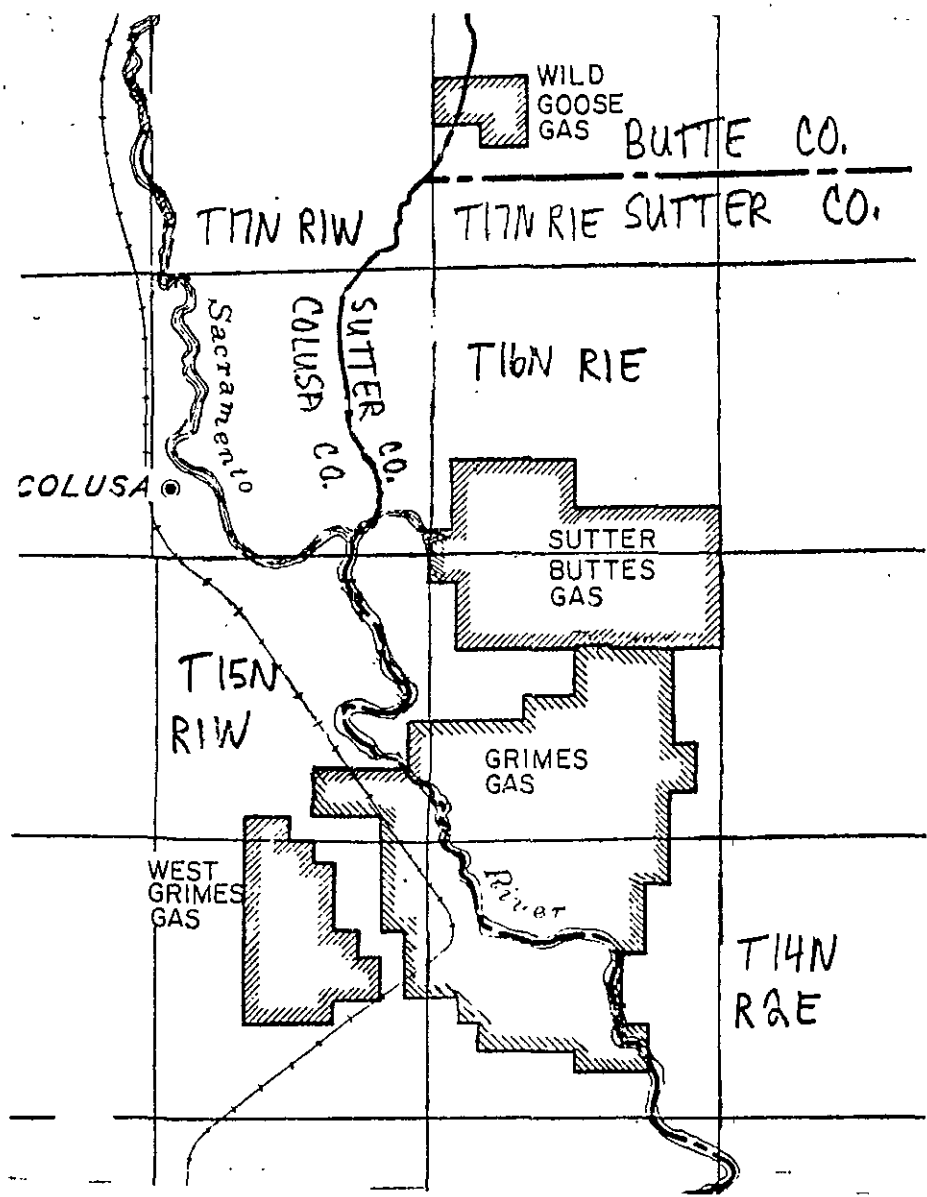 WILD
GOOSE
GAS
BUTTE CO.
T17N R1W
T17N R1E SUTTER CO.
Sacramento
COLUSA CO.
SUTTER CO.
T16N R1E
COLUSA
SUTTER
BUTTES
GAS
T15N
R1W
GRIMES
GAS
WEST
GRIMES
GAS
River
T14N
R2E